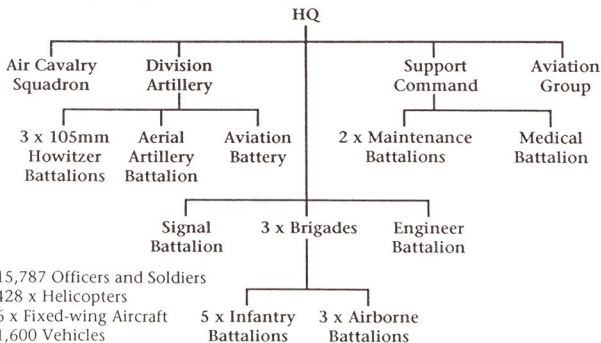 HQ
Air Cavalry
Squadron
Division
Artillery
Support
Command
Aviation
Group
3 x 105mm
Howitzer
Battalions
Aerial
Artillery
Battalion
Aviation
Battery
2 x Maintenance
Battalions
Medical
Battalion
Signal
Battalion
3 x Brigades
Engineer
Battalion
15,787 Officers and Soldiers
428 x Helicopters
6 x Fixed-wing Aircraft
1,600 Vehicles
5 x Infantry
Battalions
3 x Airborne
Battalions